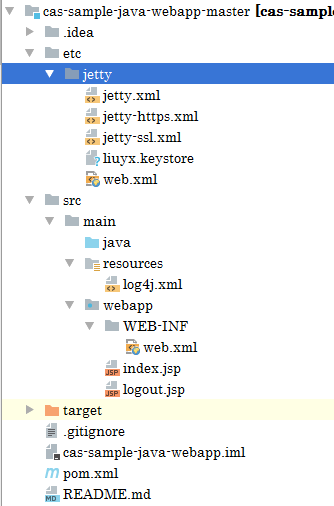 cas-sample-java-webapp-master [cas-sample
.idea
etc
jetty
jetty.xml
jetty-https.xml
jetty-ssl.xml
liuyx.keystore
web.xml
src
main
java
resources
log4j.xml
webapp
WEB-INF
web.xml
index.jsp
logout.jsp
target
.gitignore
cas-sample-java-webapp.iml
pom.xml
README.md